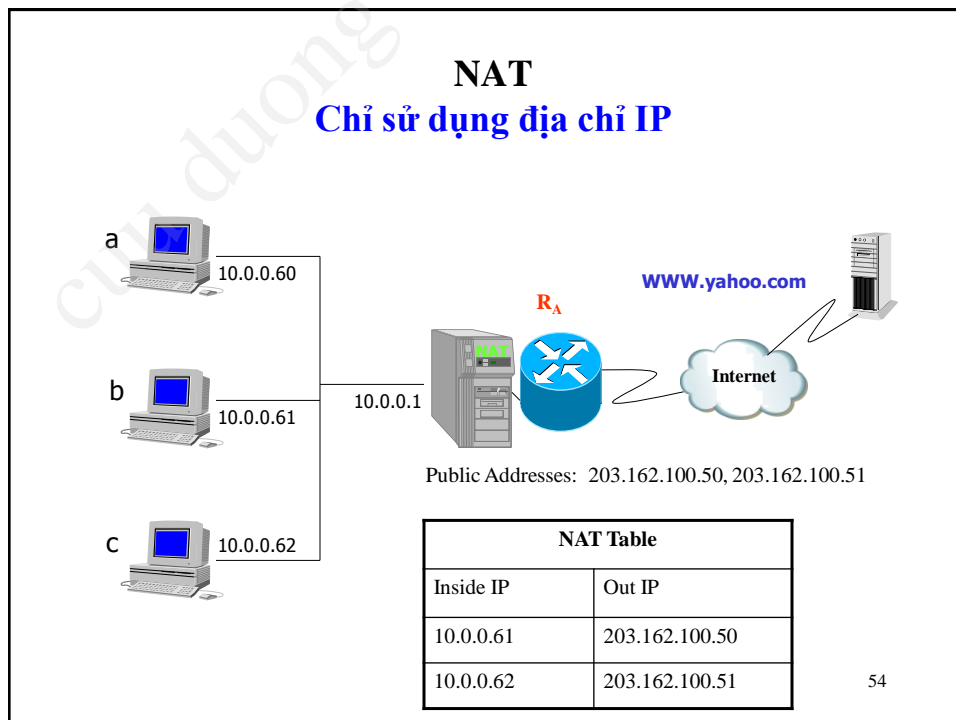 NAT
Chỉ sử dụng địa chỉ IP
cuu duong
a
10.0.0.60
WWW.yahoo.com
RA
NAT
Internet
b
10.0.0.1
10.0.0.61
Public Addresses: 203.162.100.50, 203.162.100.51
c
10.0.0.62
NAT Table
Inside IP Out IP
10.0.0.61 203.162.100.50
10.0.0.62 203.162.100.51
54